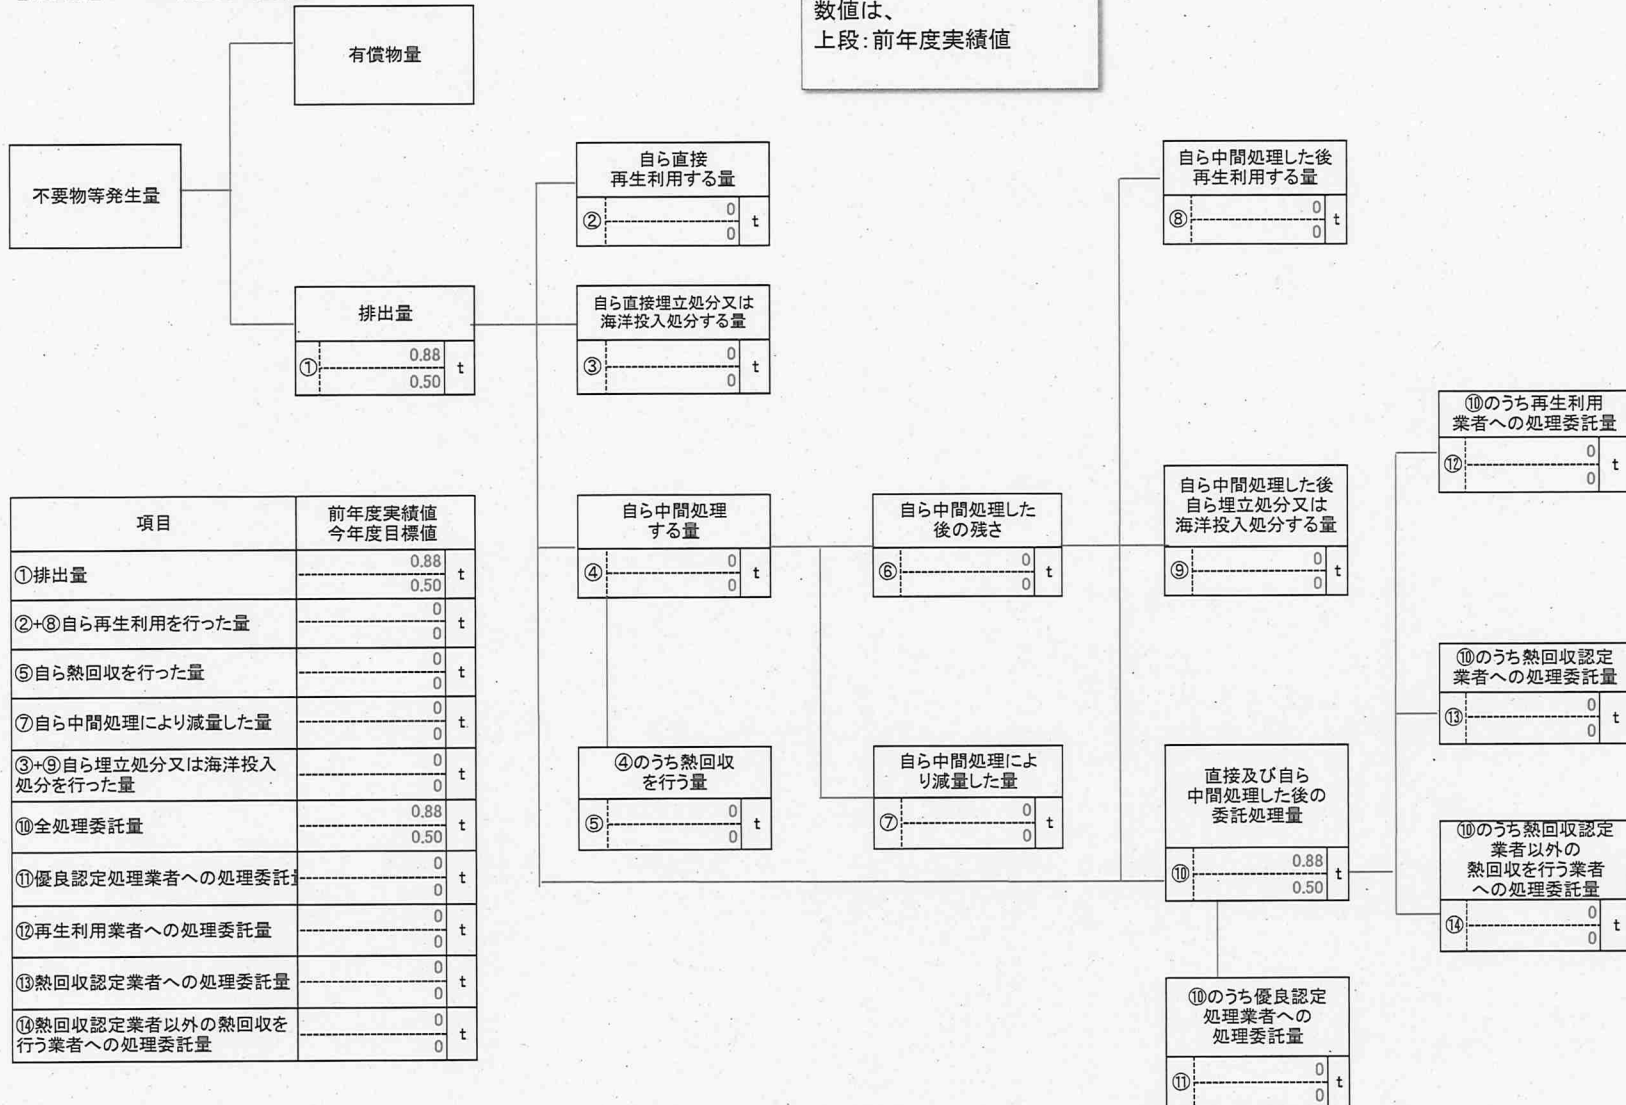 数値は、
上段：前年度実績値
有償物量
不要物等発生量
排出量
①
0.88
0.50
t
自ら直接
再生利用する量
②
0
0
t
自ら直接埋立処分又は
海洋投入処分する量
③
0
0
t
自ら中間処理
する量
④
0
0
t
④のうち熱回収
を行う量
⑤
0
0
t
自ら中間処理した
後の残さ
⑥
0
0
t
自ら中間処理によ
り減量した量
⑦
0
0
t
自ら中間処理した後
再生利用する量
⑧
0
0
t
自ら中間処理した後
自ら埋立処分又は
海洋投入処分する量
⑨
0
0
t
直接及び自ら
中間処理した後の
委託処理量
⑩
0.88
0.50
t
⑩のうち優良認定
処理業者への
処理委託量
⑪
0
0
t
⑩のうち再生利用
業者への処理委託量
⑫
0
0
t
⑩のうち熱回収認定
業者への処理委託量
⑬
0
0
t
⑩のうち熱回収認定
業者以外の
熱回収を行う業者
への処理委託量
⑭
0
0
t
項目
前年度実績値
今年度目標値
①排出量
0.88
0.50
t
②+⑧自ら再生利用を行った量
0
0
t
⑤自ら熱回収を行った量
0
0
t
⑦自ら中間処理により減量した量
0
0
t
③+⑨自ら埋立処分又は海洋投入
処分を行った量
0
0
t
⑩全処理委託量
0.88
0.50
t
⑪優良認定処理業者への処理委託
0
0
t
⑫再生利用業者への処理委託量
0
0
t
⑬熱回収認定業者への処理委託量
0
0
t
⑭熱回収認定業者以外の熱回収を
行う業者への処理委託量
0
0
t